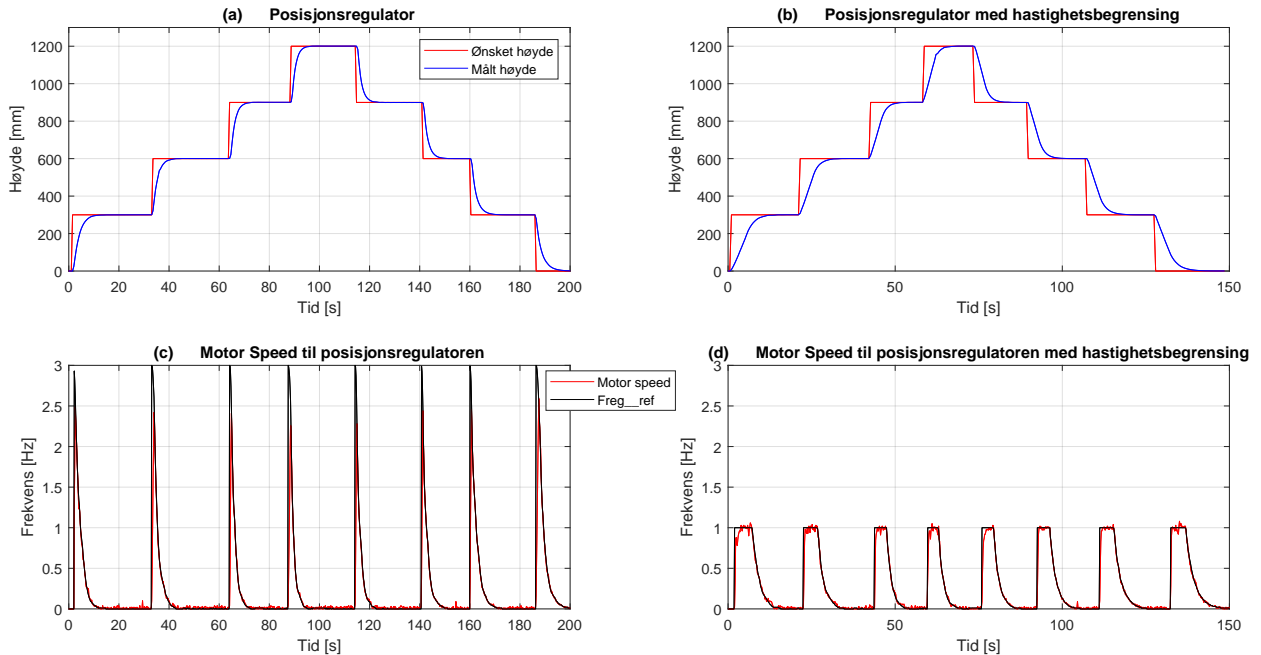 (a) Posisjonsregulator
1200
1000
800
600
400
200
0
Høyde [mm]
Ønsket høyde
Målt høyde
0 20 40 60 80 100 120 140 160 180 200
Tid [s]
(b) Posisjonsregulator med hastighetsbegrensing
1200
1000
800
600
400
200
0
Høyde [mm]
0 50 100 150
Tid [s]
(c) Motor Speed til posisjonsregulatoren
3
2.5
2
1.5
1
0.5
0
Frekvens [Hz]
Motor speed
Freg__ref
0 20 40 60 80 100 120 140 160 180 200
Tid [s]
(d) Motor Speed til posisjonsregulatoren med hastighetsbegrensing
3
2.5
2
1.5
1
0.5
0
Frekvens [Hz]
0 50 100 150
Tid [s]